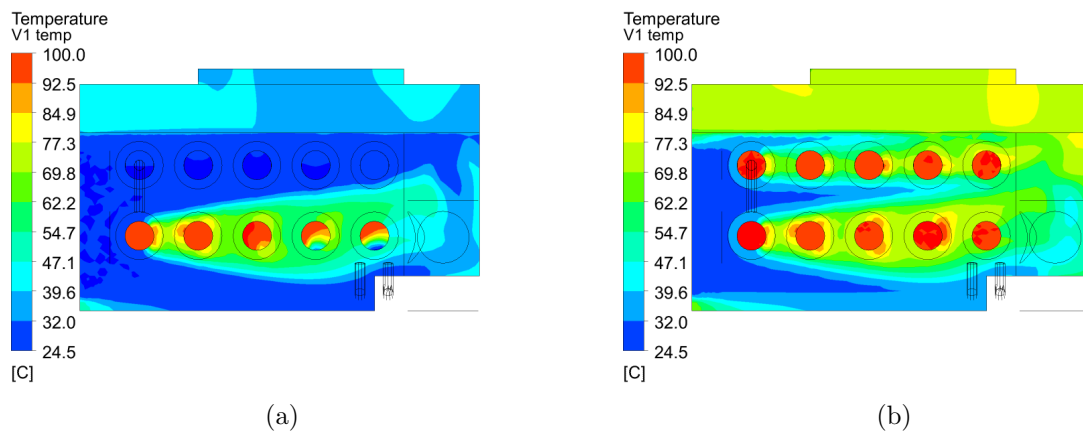 Temperature
V1 temp
100.0
92.5
84.9
77.3
69.8
62.2
54.7
47.1
39.6
32.0
24.5
[C]
(a)
Temperature
V1 temp
100.0
92.5
84.9
77.3
69.8
62.2
54.7
47.1
39.6
32.0
24.5
[C]
(b)